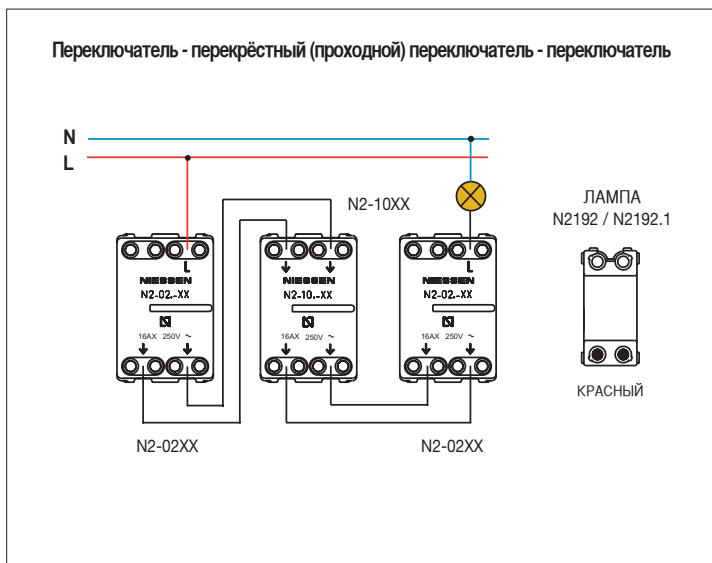 Переключатель - перекрёстный (проходной) переключатель - переключатель
N
L
N2-10XX
ЛАМПА
N2192 / N2192.1
L
NIESSEN
N2-02.-XX
16AX 250V ~
NIESSEN
N2-10.-XX
16AX 250V ~
L
NIESSEN
N2-02.-XX
16AX 250V ~
КРАСНЫЙ
N2-02XX
N2-02XX